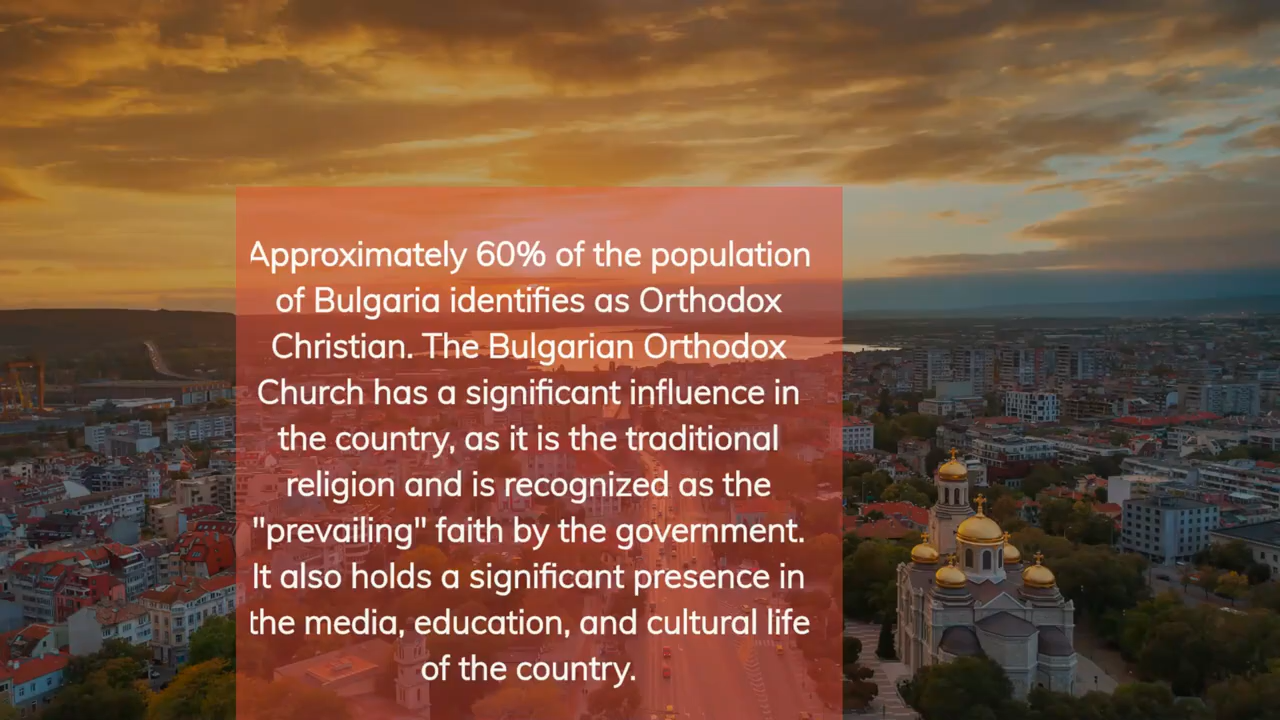 Approximately 60% of the population
of Bulgaria identifies as Orthodox
Christian. The Bulgarian Orthodox
Church has a significant influence in
the country, as it is the traditional
religion and is recognized as the
"prevailing" faith by the government.
It also holds a significant presence in
the media, education, and cultural life
of the country.